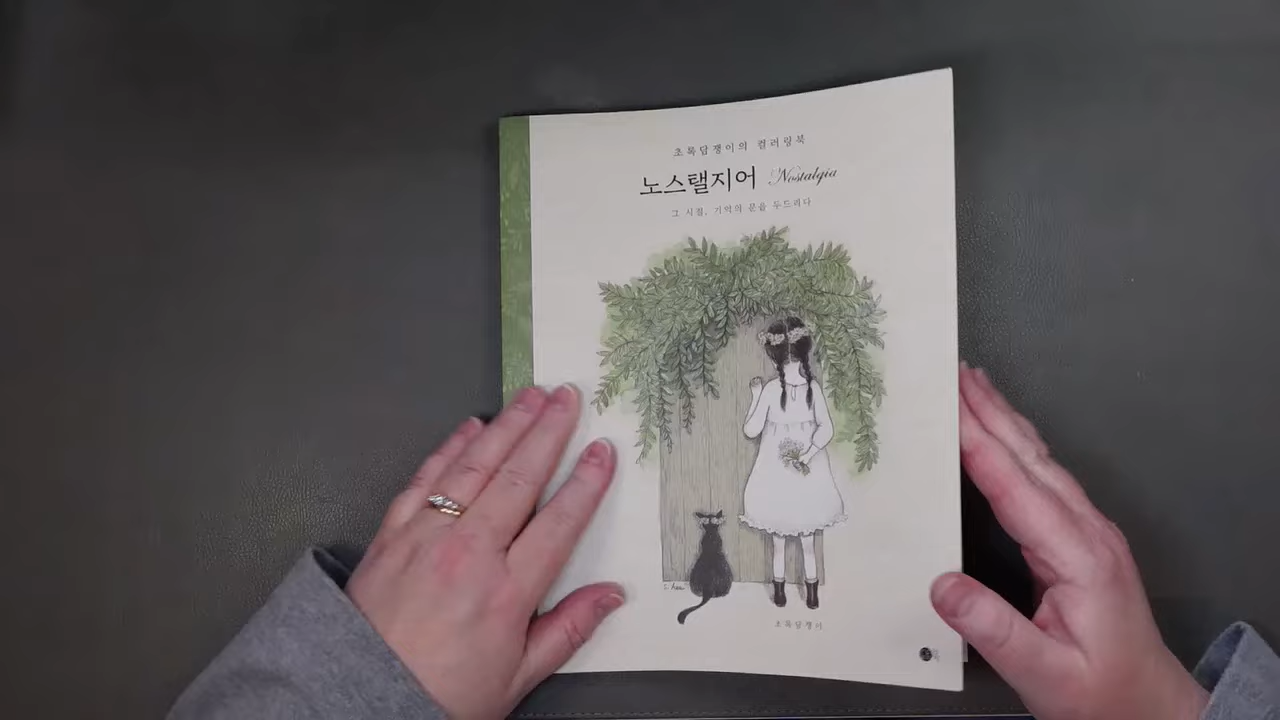 초록담쟁이의 컬러링북
노스탤지어 Nostalgia
그 시절, 기억의 문을 두드리다
s. hee
초록담쟁이